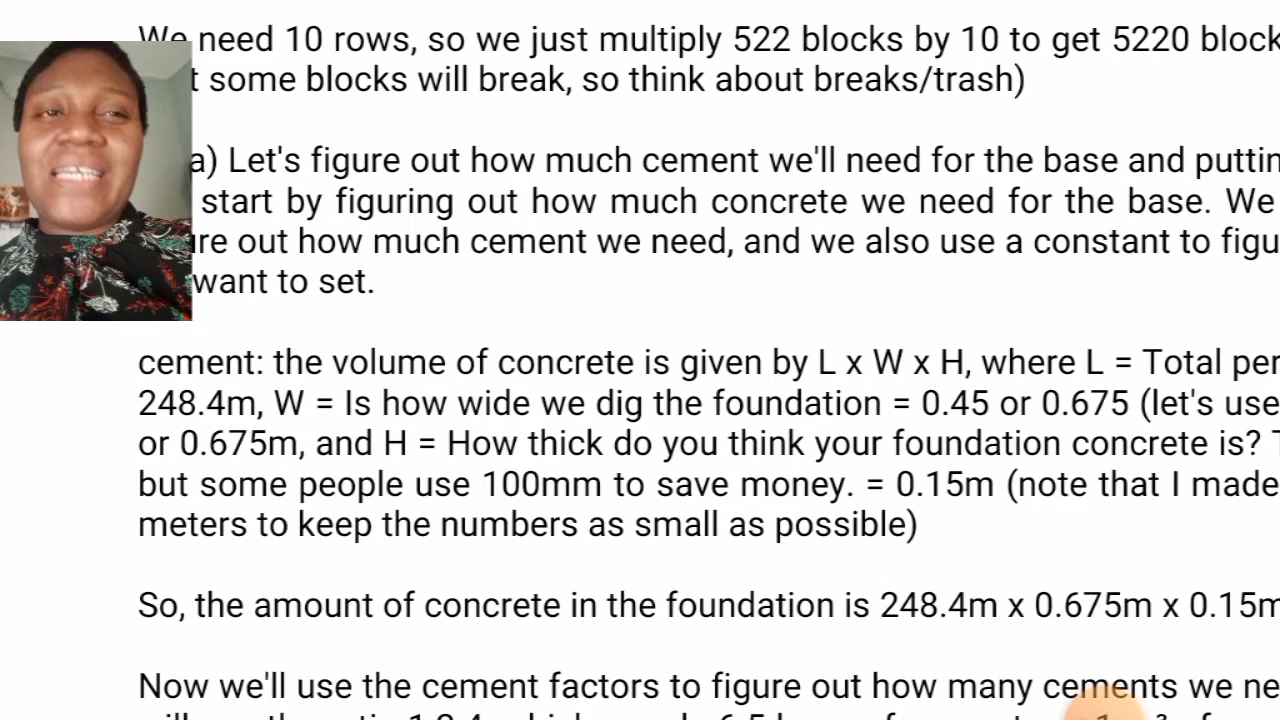 We need 10 rows, so we just multiply 522 blocks by 10 to get 5220 block
t some blocks will break, so think about breaks/trash)
a) Let's figure out how much cement we'll need for the base and puttin
start by figuring out how much concrete we need for the base. We
ure out how much cement we need, and we also use a constant to figu
want to set.
cement: the volume of concrete is given by L x W x H, where L = Total per
248.4m, W = Is how wide we dig the foundation = 0.45 or 0.675 (let's use
or 0.675m, and H = How thick do you think your foundation concrete is? T
but some people use 100mm to save money. = 0.15m (note that I made
meters to keep the numbers as small as possible)
So, the amount of concrete in the foundation is 248.4m x 0.675m x 0.15m
Now we'll use the cement factors to figure out how many cements we ne